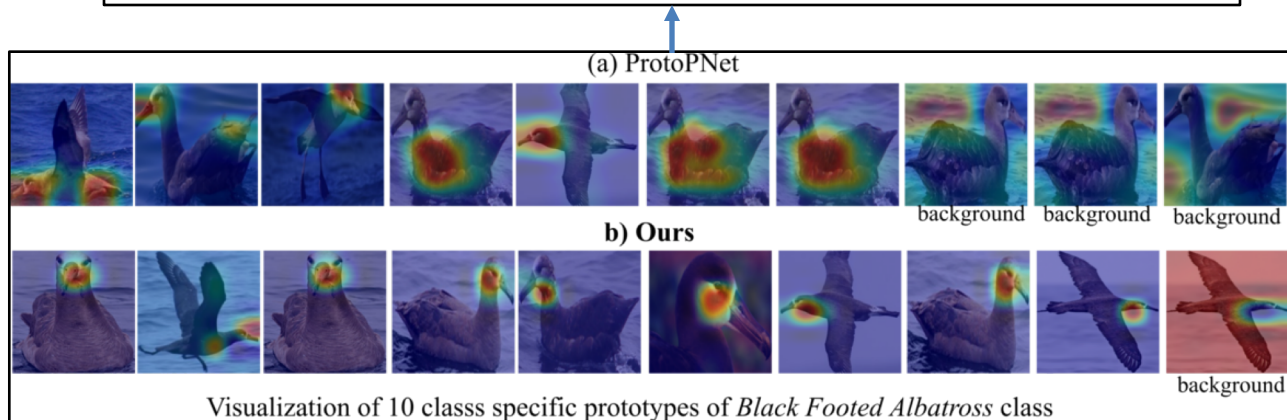 (a) ProtoPNet
background
background
background
b) Ours
background
Visualization of 10 classs specific prototypes of Black Footed Albatross class